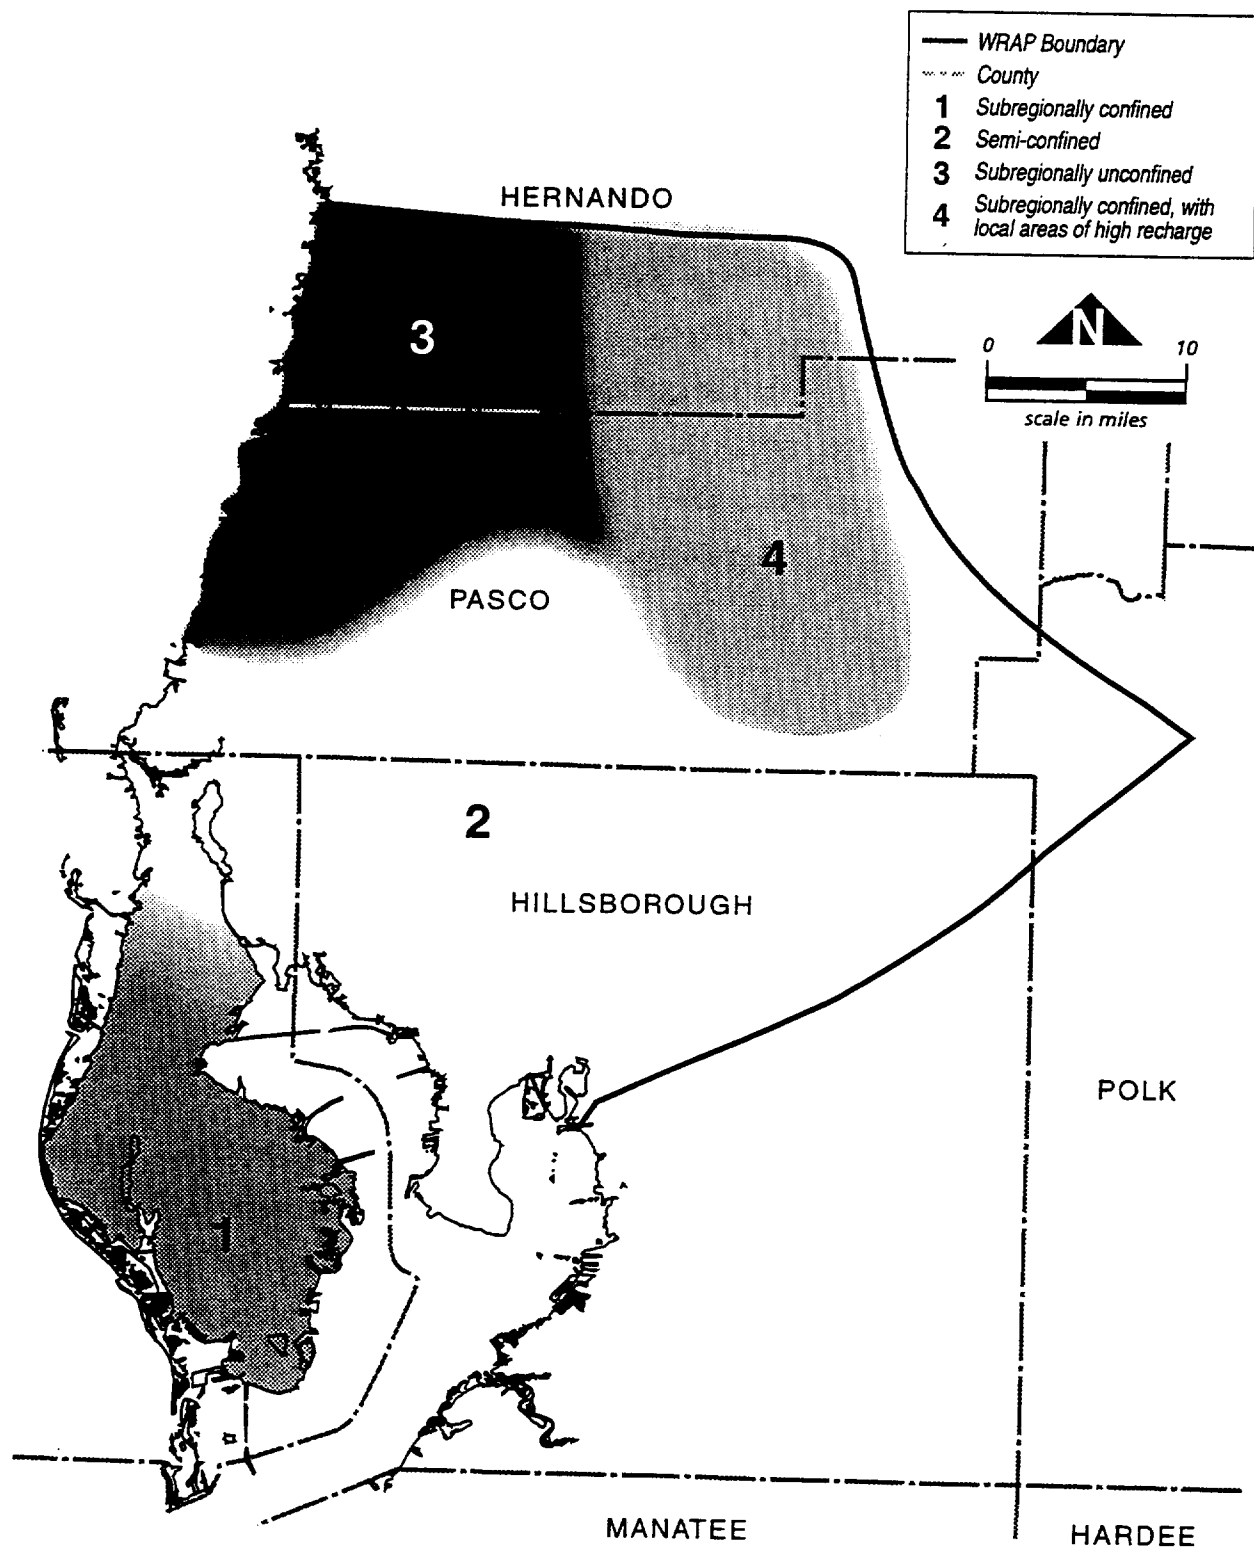 WRAP Boundary
County
1 Subregionally confined
2 Semi-confined
3 Subregionally unconfined
4 Subregionally confined, with
local areas of high recharge
HERNANDO
N
0 10
scale in miles
3
4
PASCO
2
HILLSBOROUGH
POLK
1
MANATEE
HARDEE